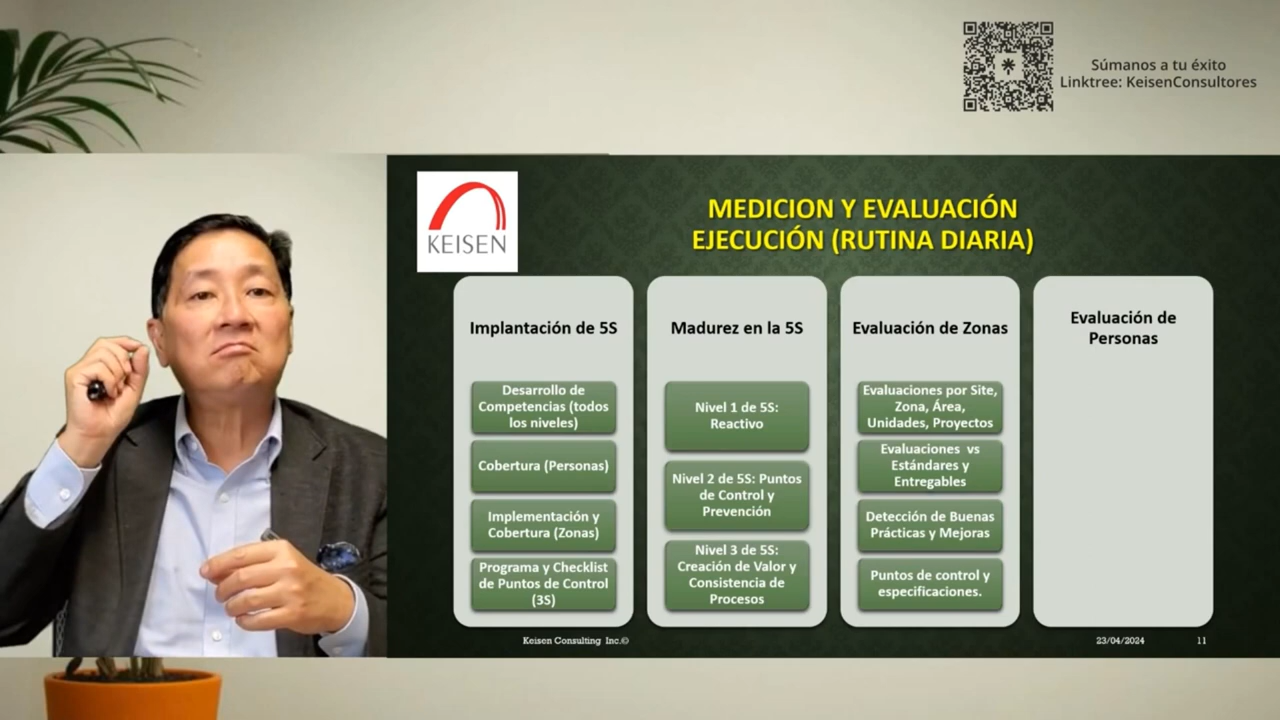 Súmanos a tu éxito
Linktree: KeisenConsultores
KEISEN
MEDICION Y EVALUACIÓN
EJECUCIÓN (RUTINA DIARIA)
Implantación de 5S
Desarrollo de
Competencias (todos
los niveles)
Cobertura (Personas)
Implementación y
Cobertura (Zonas)
Programa y Checklist
de Puntos de Control
(3S)
Madurez en la 5S
Nivel 1 de 5S:
Reactivo
Nivel 2 de 5S: Puntos
de Control y
Prevención
Nivel 3 de 5S:
Creación de Valor y
Consistencia de
Procesos
Evaluación de Zonas
Evaluaciones por Site,
Zona, Área,
Unidades, Proyectos
Evaluaciones vs
Estándares y
Entregables
Detección de Buenas
Prácticas y Mejoras
Puntos de control y
especificaciones.
Evaluación de
Personas
Keisen Consulting Inc.©
23/04/2024
11